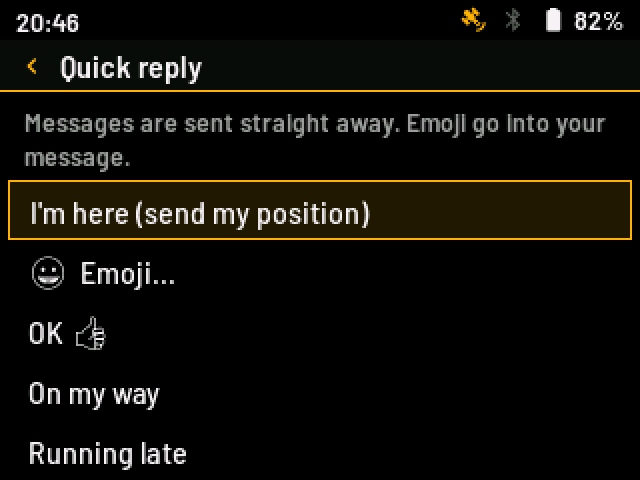 20:46
82%
Quick reply
Messages are sent straight away. Emoji go into your
message.
I'm here (send my position)
Emoji...
OK 👍
On my way
Running late